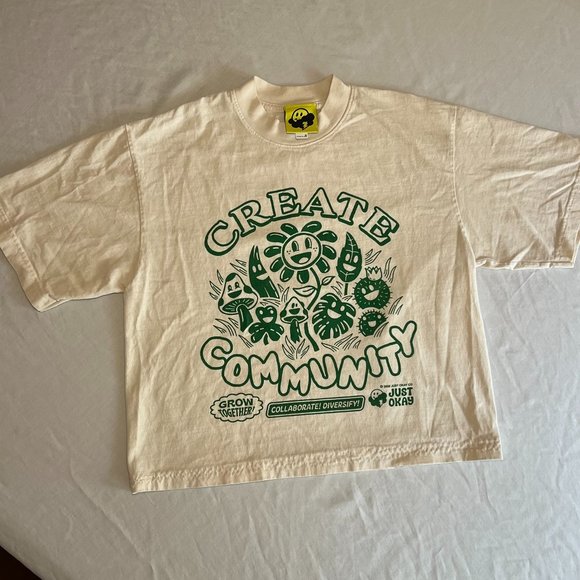 CREATE
COMMUNITY
GROW
TOGETHER!
COLLABORATE! DIVERSIFY!
JUST
OKAY